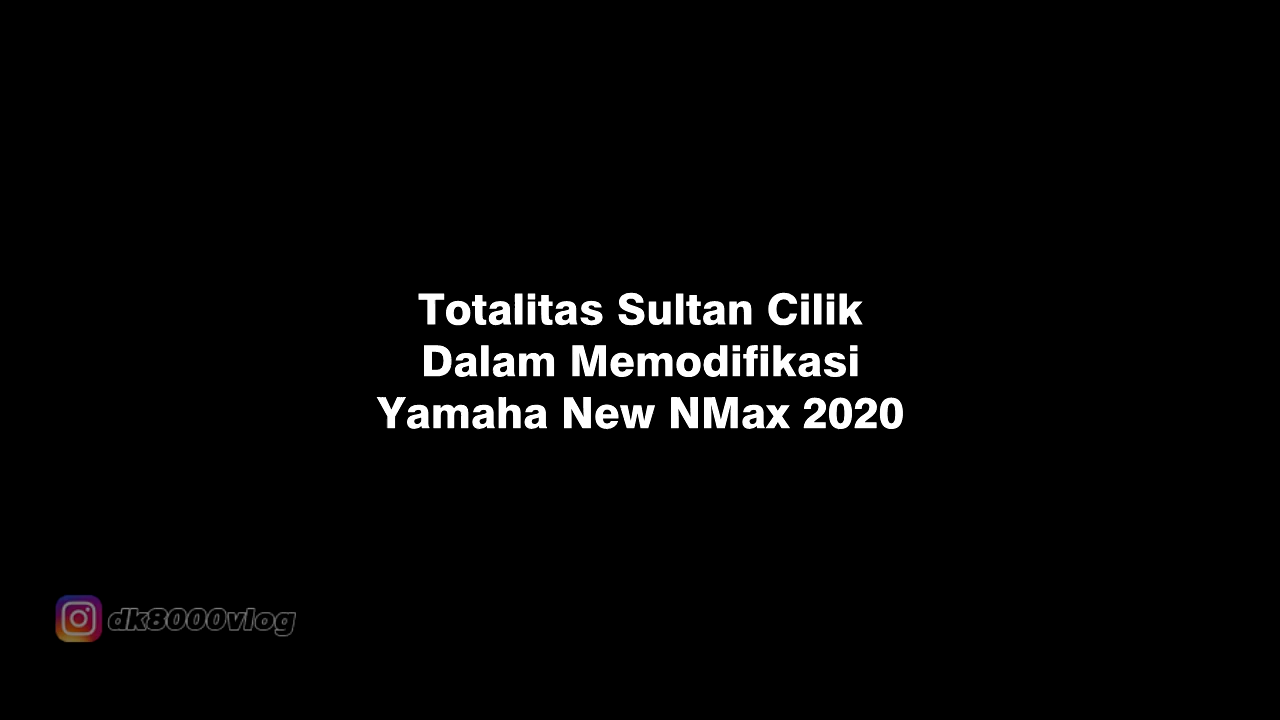 Totalitas Sultan Cilik
Dalam Memodifikasi
Yamaha New NMax 2020
dk8000vlog